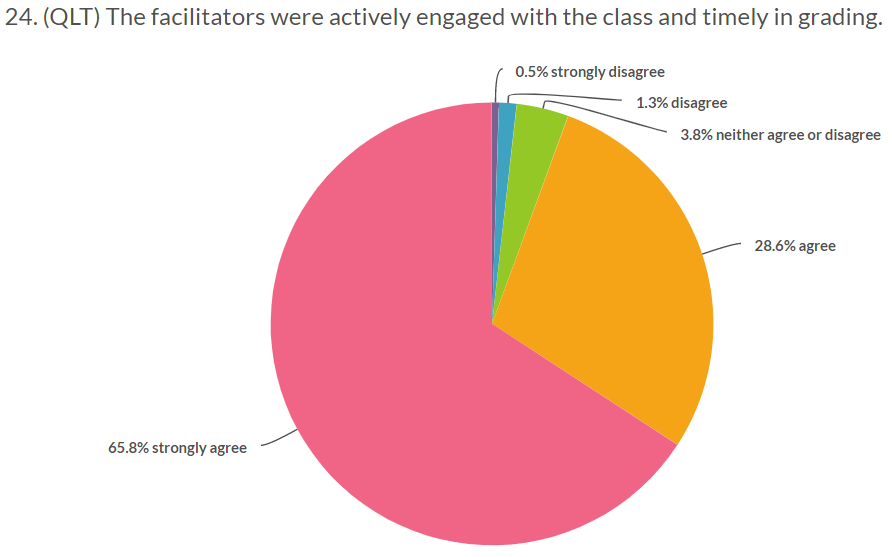 24. (QLT) The facilitators were actively engaged with the class and timely in grading.
0.5% strongly disagree
1.3% disagree
3.8% neither agree or disagree
28.6% agree
65.8% strongly agree